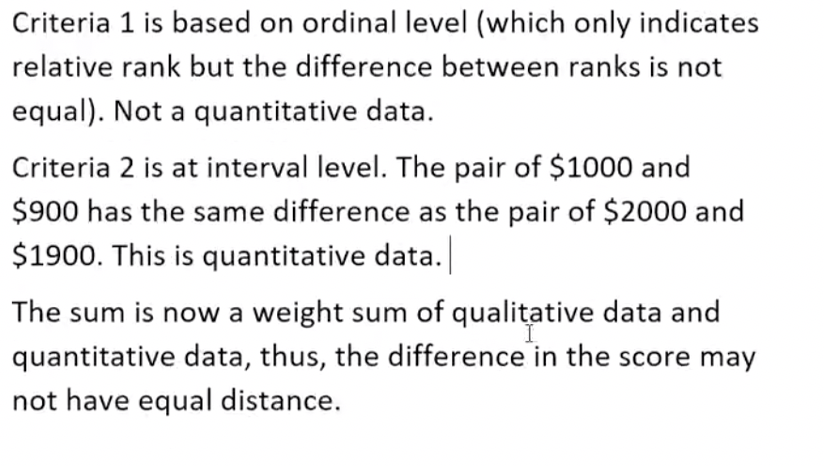 Criteria 1 is based on ordinal level (which only indicates
relative rank but the difference between ranks is not
equal). Not a quantitative data.
Criteria 2 is at interval level. The pair of $1000 and
$900 has the same difference as the pair of $2000 and
$1900. This is quantitative data.
The sum is now a weight sum of qualitative data and
quantitative data, thus, the difference in the score may
not have equal distance.